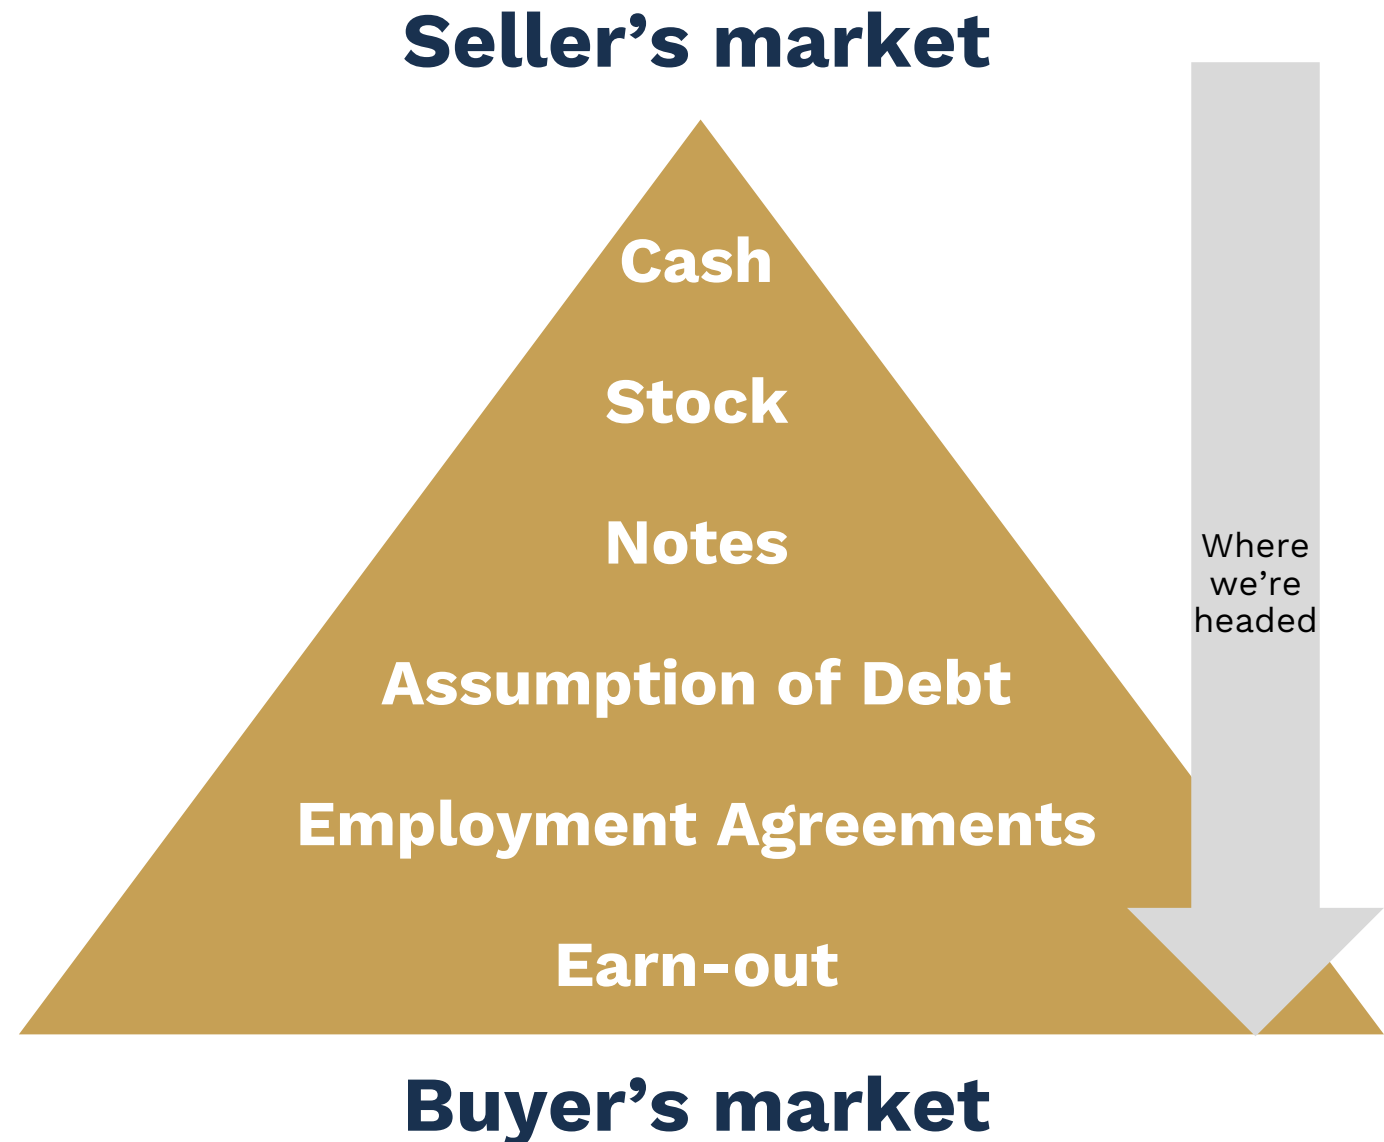 Seller’s market
Cash
Stock
Notes
Where
we’re
headed
Assumption of Debt
Employment Agreements
Earn-out
Buyer’s market